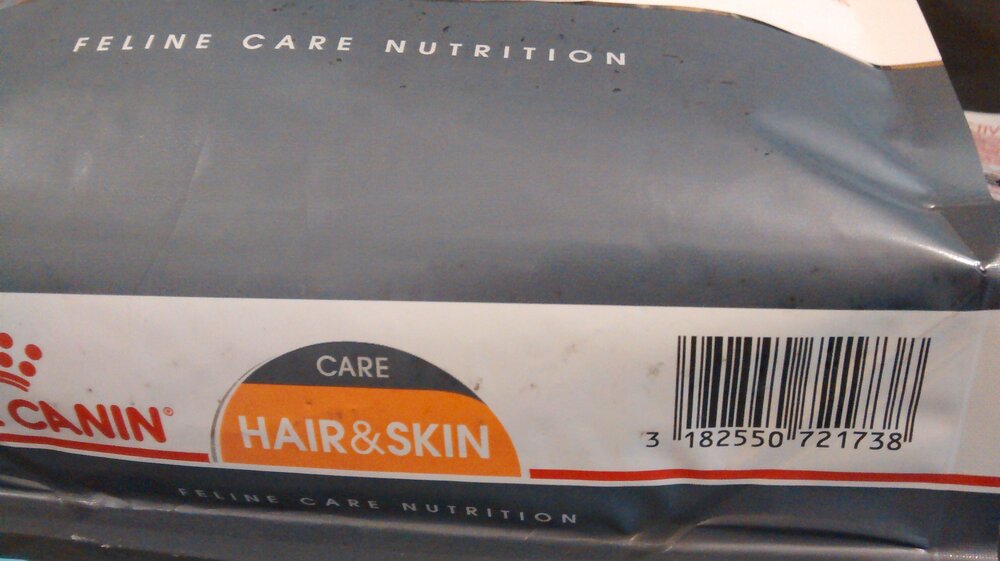 FELINE CARE NUTRITION
CANIN®
CARE
HAIR&SKIN
3 182550 721738
FELINE CARE NUTRITION